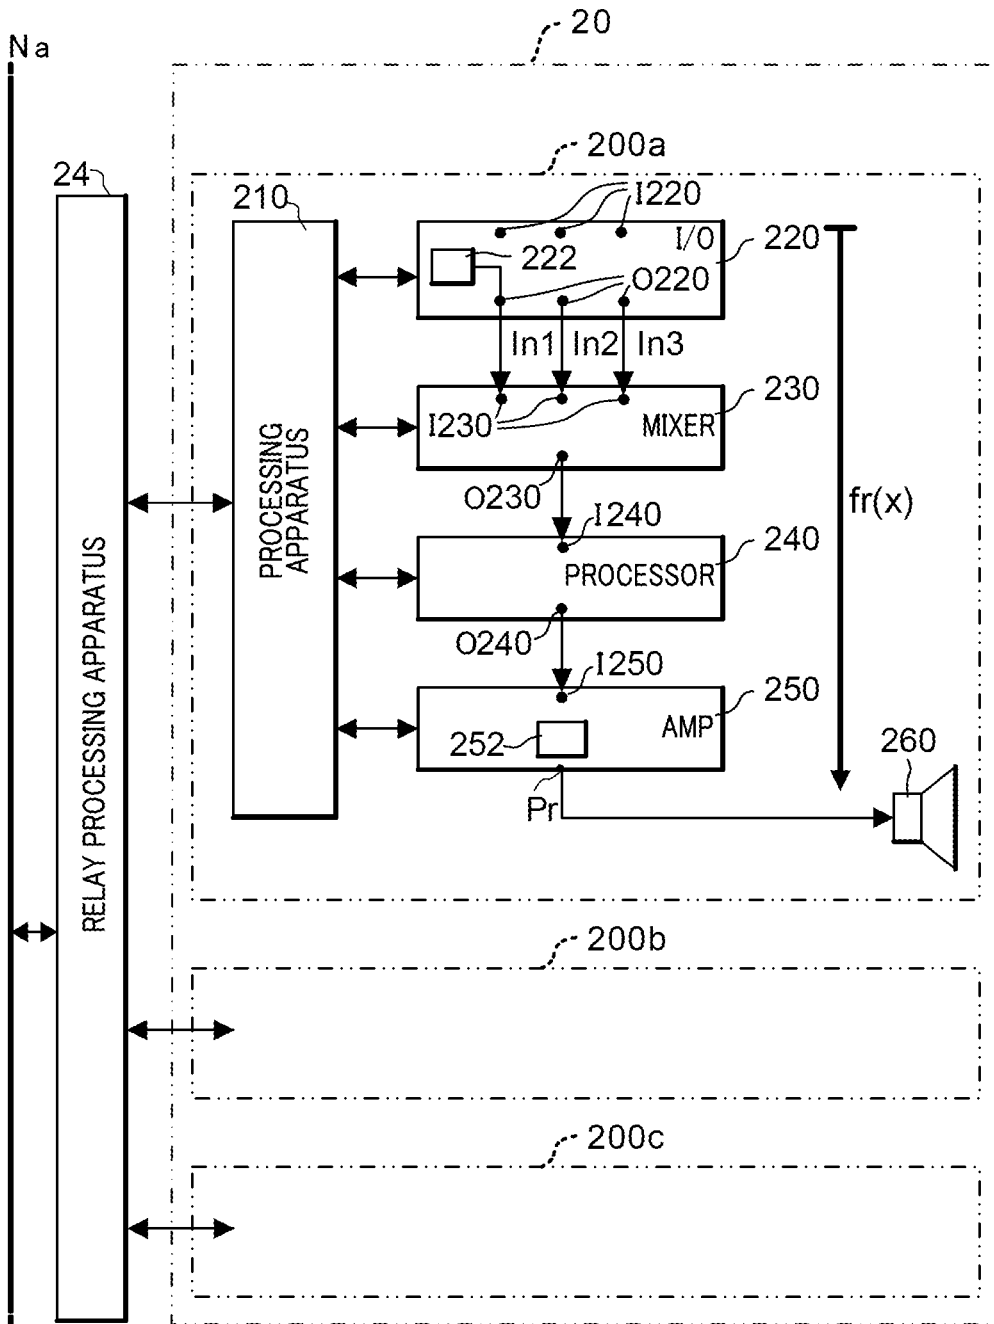 20
Na
200a
24
210
I220
I/O
220
222
O220
In1 In2 In3
230
I230
MIXER
O230
fr(x)
I240
240
PROCESSOR
PROCESSING
APPARATUS
O240
I250
250
AMP
252
260
Pr
RELAY PROCESSING APPARATUS
200b
200c